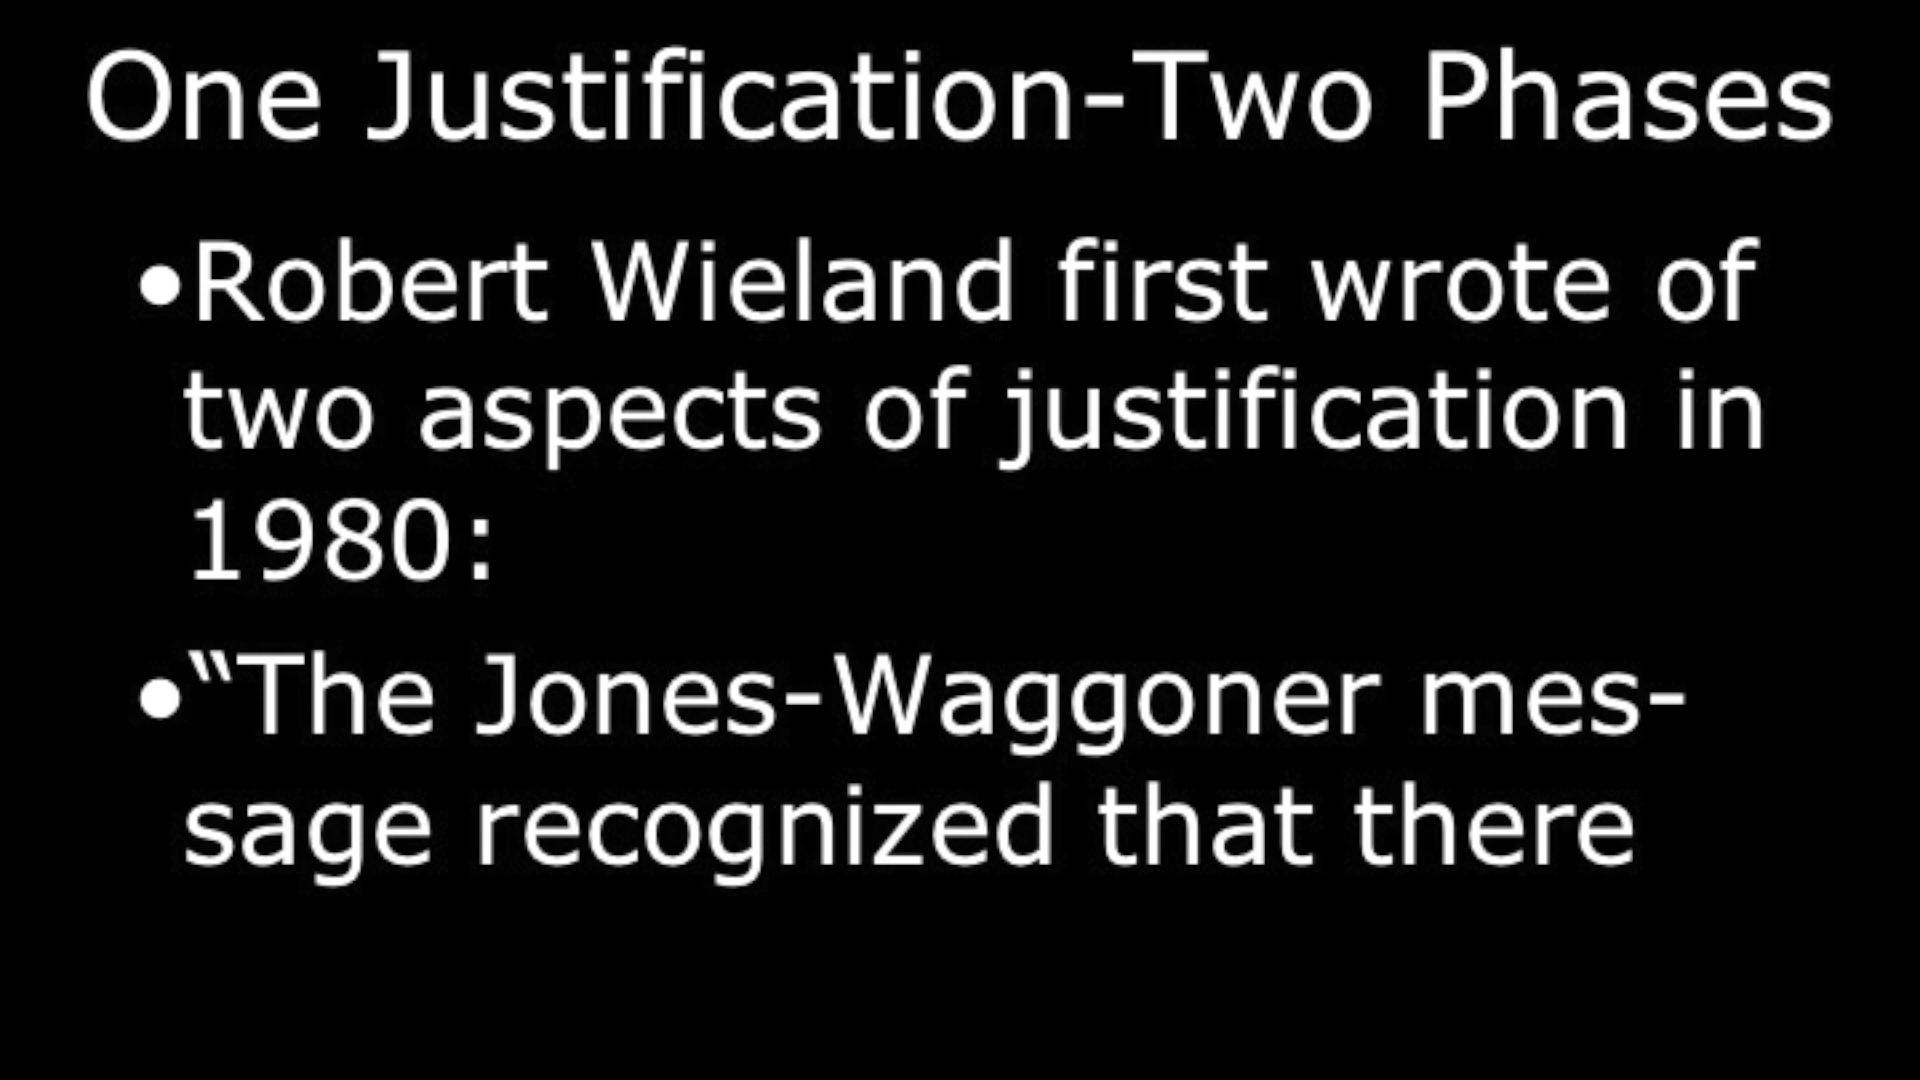 One Justification-Two Phases
•Robert Wieland first wrote of
two aspects of justification in
1980:
•“The Jones-Waggoner mes-
sage recognized that there